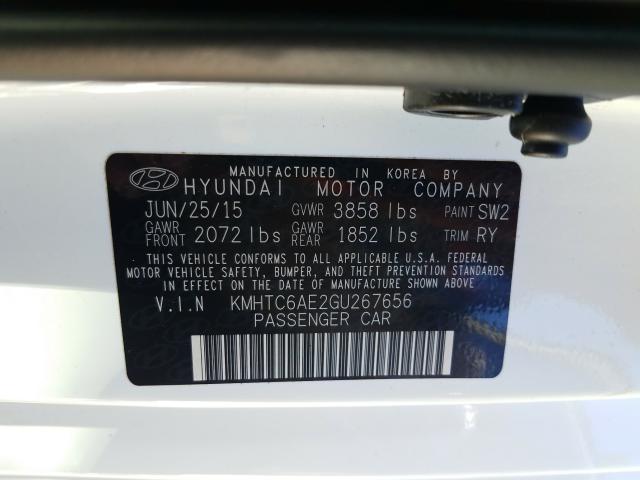 MANUFACTURED IN KOREA BY
HYUNDAI MOTOR COMPANY
JUN/25/15 GVWR 3858 lbs PAINT SW2
GAWR FRONT 2072 lbs GAWR REAR 1852 lbs TRIM RY
THIS VEHICLE CONFORMS TO ALL APPLICABLE U.S.A. FEDERAL
MOTOR VEHICLE SAFETY, BUMPER, AND THEFT PREVENTION
STANDARDS IN EFFECT ON THE DATE OF MANUFACTURE SHOWN ABOVE.
V.I.N KMHTC6AE2GU267656
PASSENGER CAR